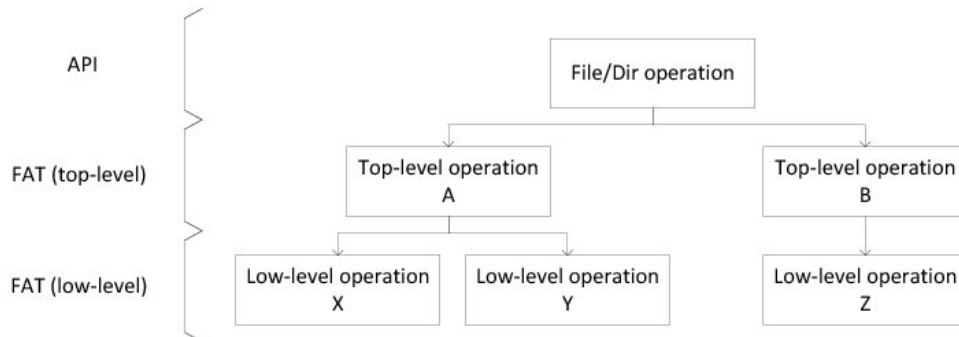 API
File/Dir operation
FAT (top-level)
Top-level operation
A
Top-level operation
B
FAT (low-level)
Low-level operation
X
Low-level operation
Y
Low-level operation
Z